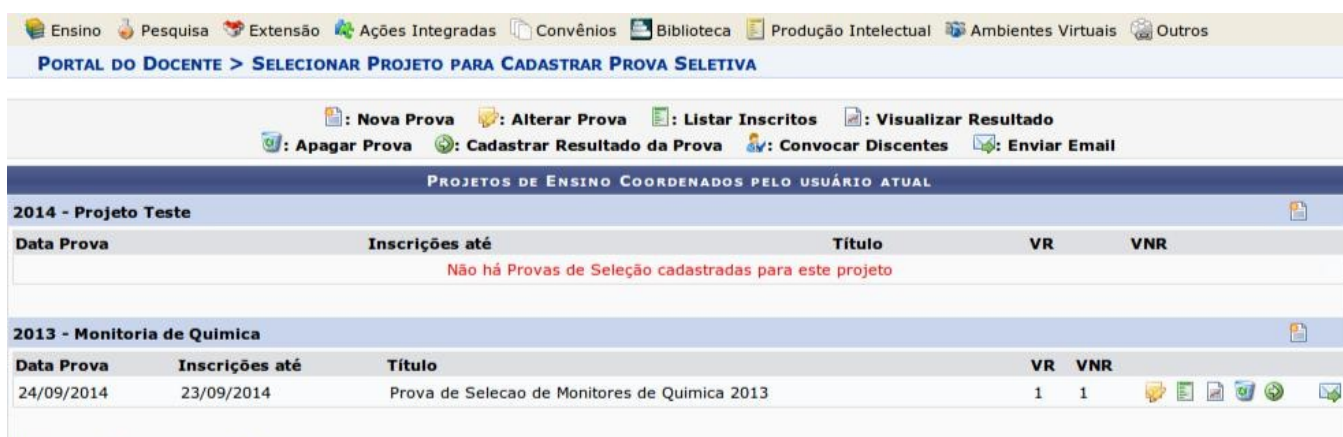 Ensino Pesquisa Extensão Ações Integradas Convênios Biblioteca Produção Intelectual Ambientes Virtuais Outros
PORTAL DO DOCENTE > SELECIONAR PROJETO PARA CADASTRAR PROVA SELETIVA
: Nova Prova : Alterar Prova : Listar Inscritos : Visualizar Resultado
: Apagar Prova : Cadastrar Resultado da Prova : Convocar Discentes : Enviar Email
PROJETOS DE ENSINO COORDENADOS PELO USUÁRIO ATUAL
2014 - Projeto Teste
Data Prova Inscrições até Título VR VNR
Não há Provas de Seleção cadastradas para este projeto
2013 - Monitoria de Quimica
Data Prova Inscrições até Título VR VNR
24/09/2014 23/09/2014 Prova de Selecao de Monitores de Quimica 2013 1 1